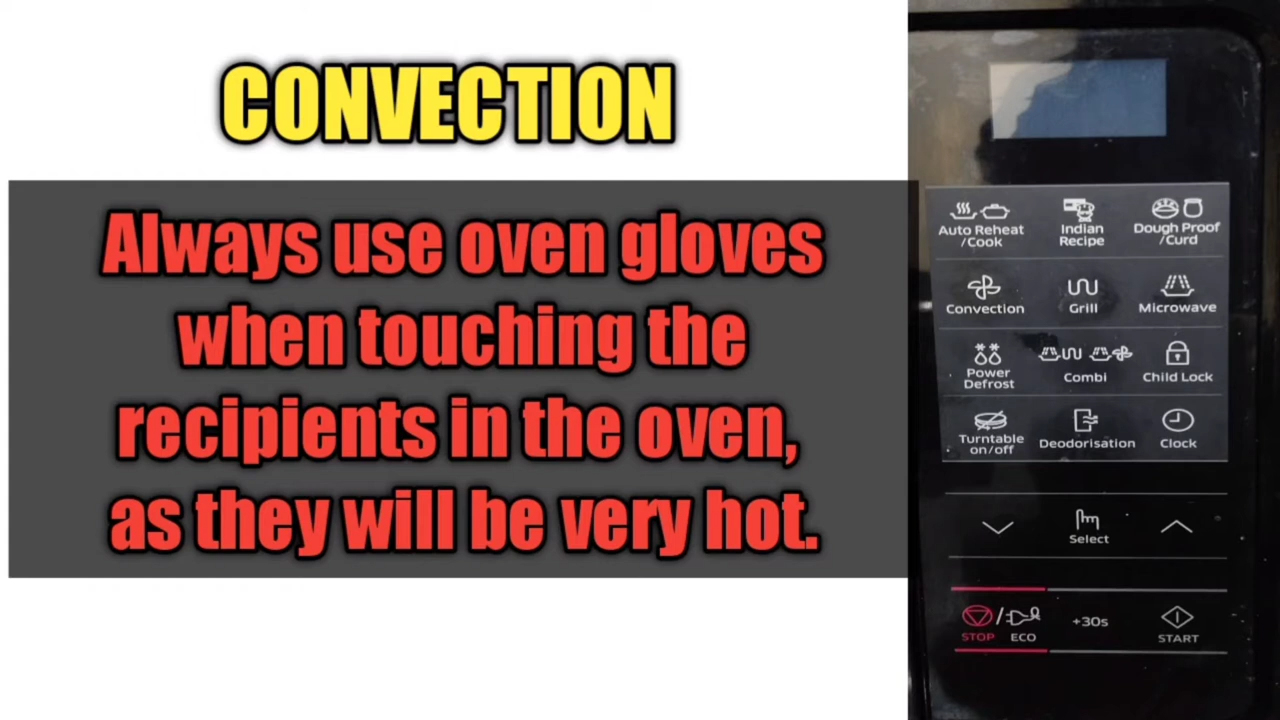 CONVECTION
Always use oven gloves
when touching the
recipients in the oven,
as they will be very hot.
Auto Reheat
/Cook
Indian
Recipe
Dough Proof
/Curd
Convection
Grill
Microwave
Power
Defrost
Combi
Child Lock
Turntable
on/off
Deodorisation
Clock
Select
/
STOP
ECO
+30s
START